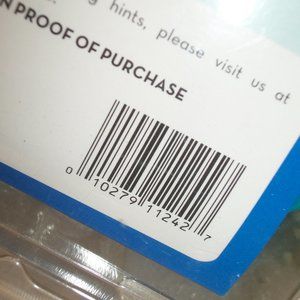 hints, please visit us at
N PROOF OF PURCHASE
0 10279 11242 7